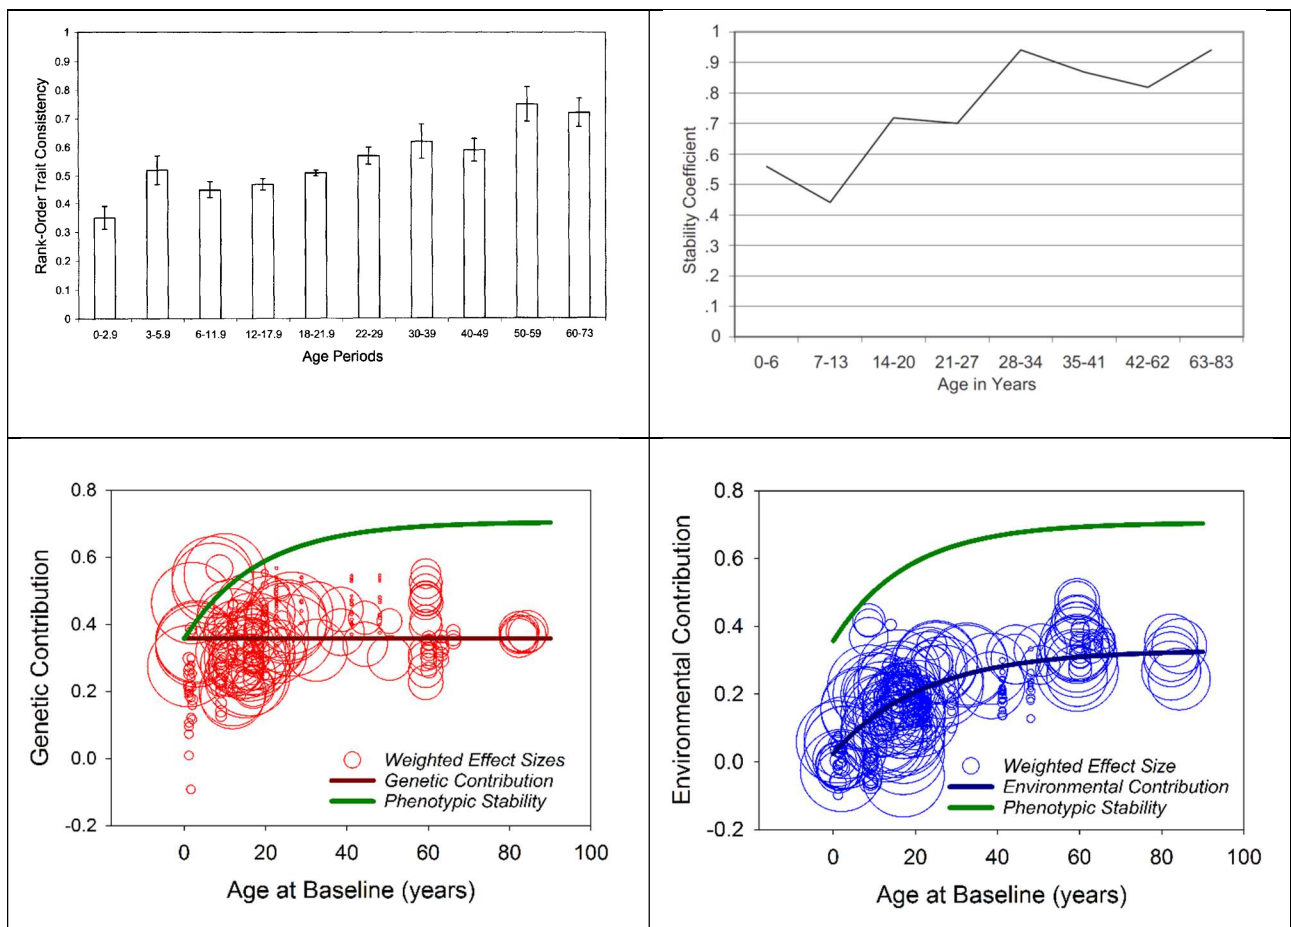 1
0.9
0.8
0.7
0.6
0.5
0.4
0.3
0.2
0.1
0
Rank-Order Trait Consistency
0-2.9 3-5.9 6-11.9 12-17.9 18-21.9 22-29 30-39 40-49 50-59 60-73
Age Periods
1
.9
.8
.7
.6
.5
.4
.3
.2
.1
0
Stability Coefficient
0-6 7-13 14-20 21-27 28-34 35-41 42-62 63-83
Age in Years
0.8
0.6
0.4
0.2
0.0
-0.2
Genetic Contribution
Weighted Effect Sizes
Genetic Contribution
Phenotypic Stability
0 20 40 60 80 100
Age at Baseline (years)
0.8
0.6
0.4
0.2
0.0
-0.2
Environmental Contribution
Weighted Effect Size
Environmental Contribution
Phenotypic Stability
0 20 40 60 80 100
Age at Baseline (years)